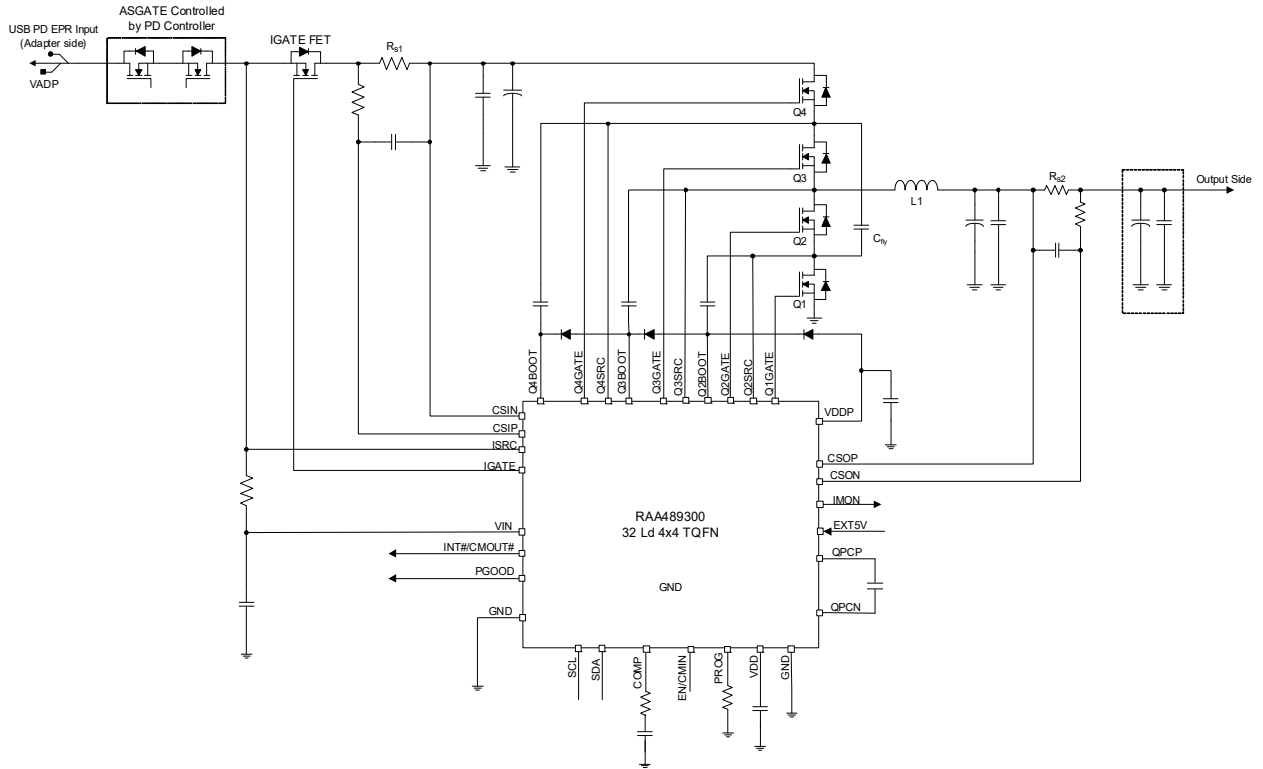 ASGATE Controlled
by PD Controller
USB PD EPR Input
(Adapter side)
VADP
IGATE FET
Rs1
Q4
Q3
Q2
Q1
Cfly
L1
Rs2
Output Side
Q4BOOT
Q4GATE
Q4SRC
Q3BOOT
Q3GATE
Q3SRC
Q2BOOT
Q2GATE
Q2SRC
Q1GATE
CSIN
CSIP
ISRC
IGATE
VIN
INT#/CMOUT#
PGOOD
GND
VDDP
CSOP
CSON
IMON
EXT5V
QPCP
QPCN
RAA489300
32 Ld 4x4 TQFN
GND
SCL
SDA
COMP
EN/CMIN
PROG
VDD
GND